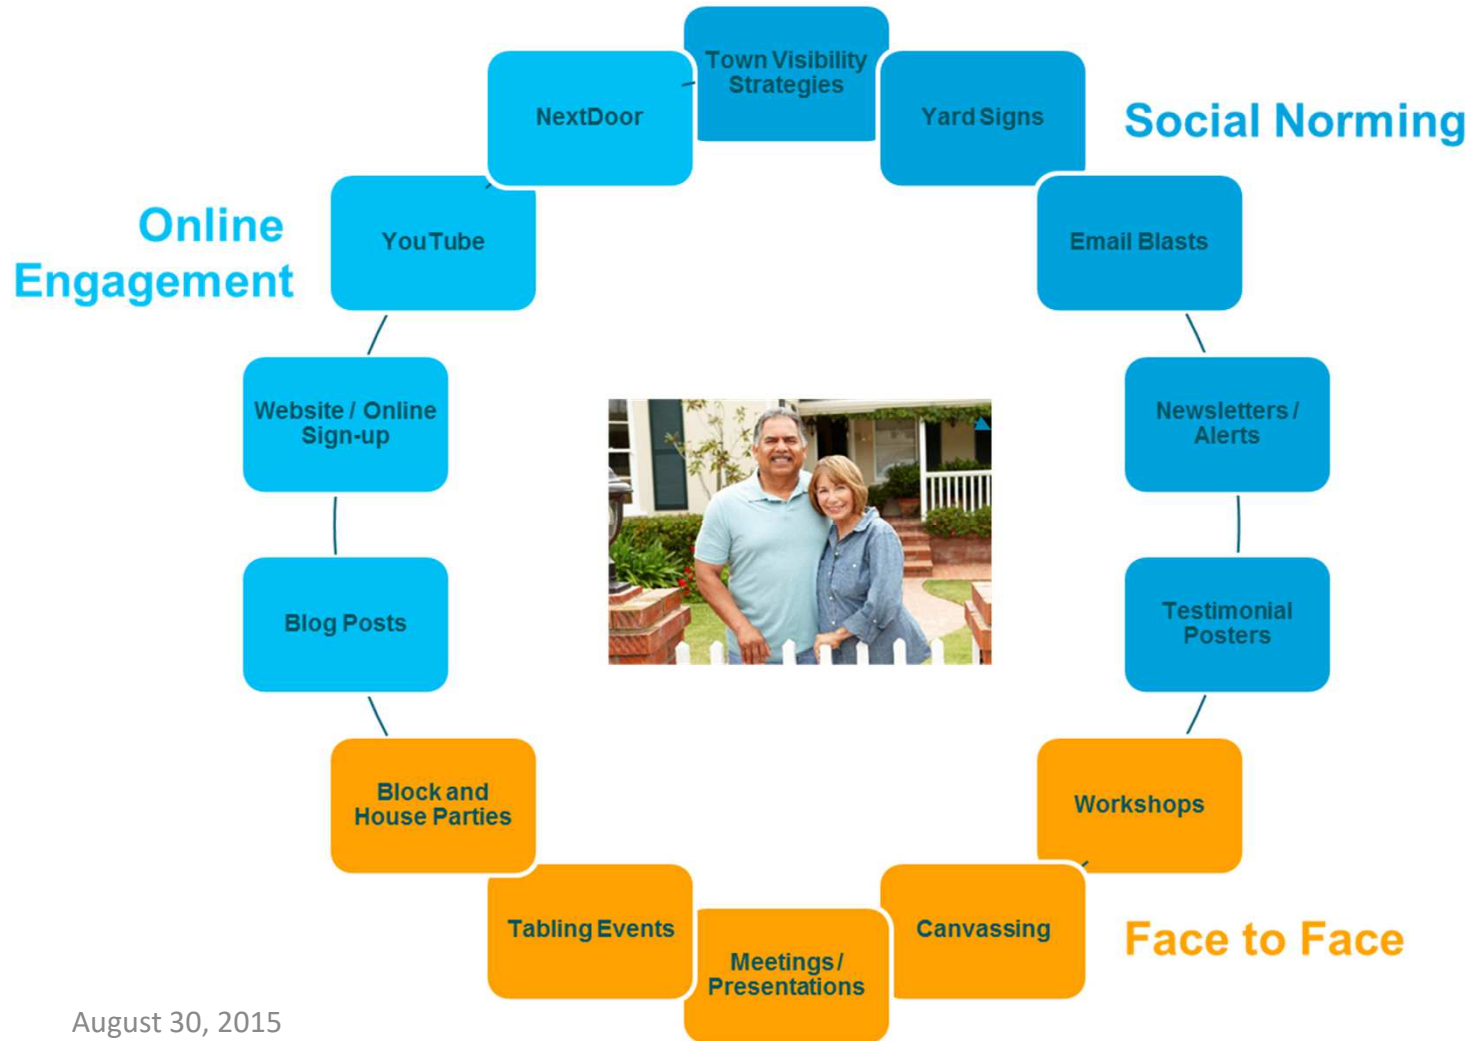 Town Visibility
Strategies
NextDoor
Yard Signs
Social Norming
Online
Engagement
YouTube
Email Blasts
Website / Online
Sign-up
Newsletters /
Alerts
Blog Posts
Testimonial
Posters
Block and
House Parties
Workshops
Tabling Events
Canvassing
Face to Face
Meetings /
Presentations
August 30, 2015